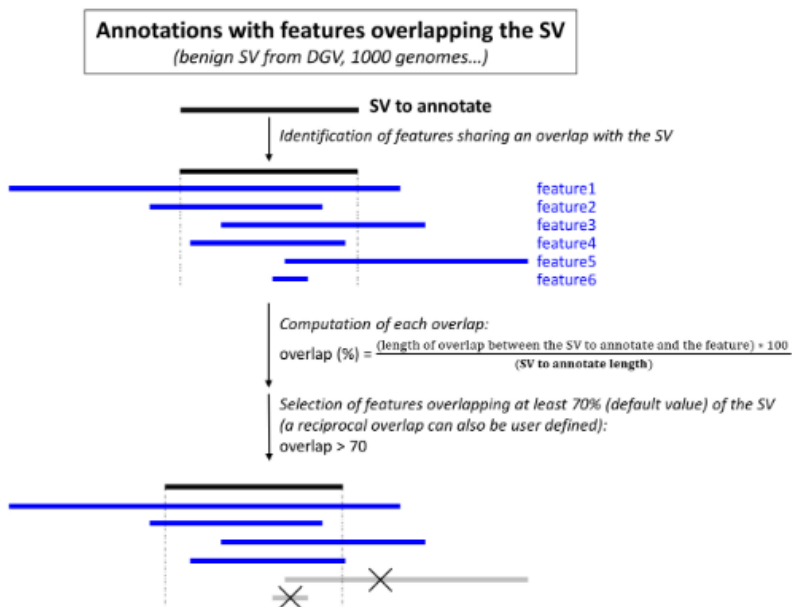 Annotations with features overlapping the SV
(benign SV from DGV, 1000 genomes...)
SV to annotate
Identification of features sharing an overlap with the SV
feature1
feature2
feature3
feature4
feature5
feature6
Computation of each overlap:
overlap (%) = (length of overlap between the SV to annotate and the feature) * 100
(SV to annotate length)
Selection of features overlapping at least 70% (default value) of the SV
(a reciprocal overlap can also be user defined):
overlap > 70